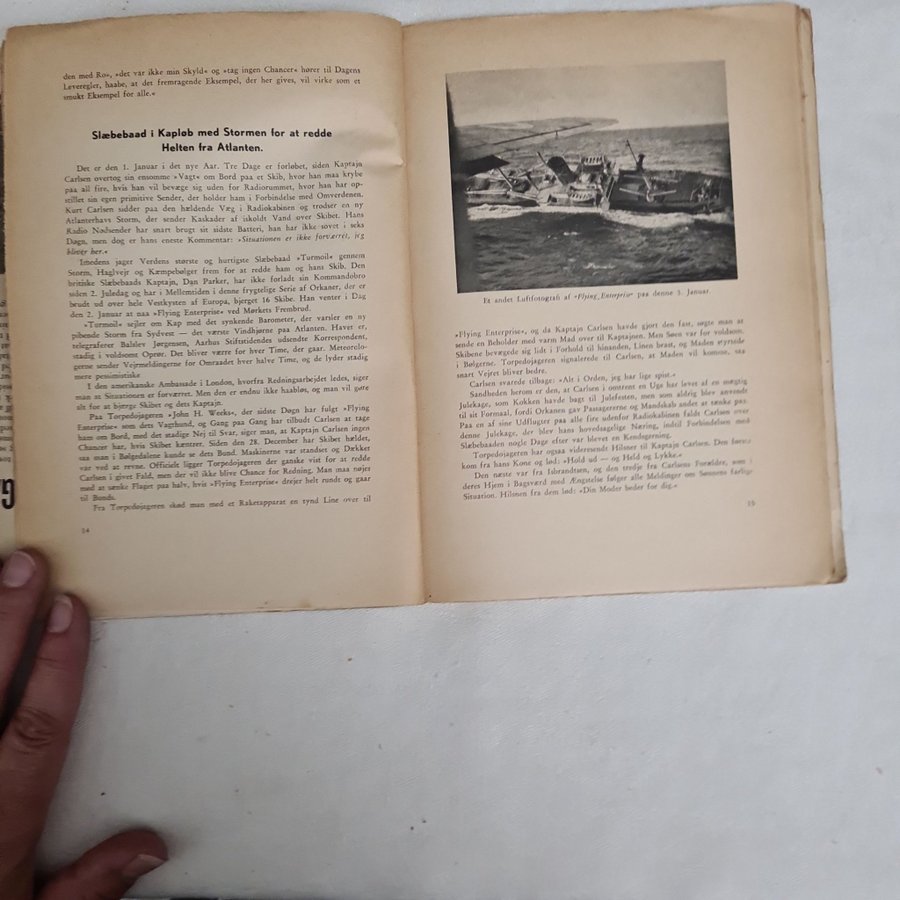 den med Ro«, »det var ikke min Skyld« og »tag ingen Chancer« hører til Dagens
Leveregler, haabe, at det fremragende Eksempel, der her gives, vil virke som et
smukt Eksempel for alle.«
Slæbebaad i Kapløb med Stormen for at redde
Helten fra Atlanten.
Det er den 1. Januar i det nye Aar. Tre Dage er forløbet, siden Kaptajn
Carlsen overtog sin ensomme »Vagt« om Bord paa et Skib, hvor han maa krybe
paa all fire, hvis han vil bevæge sig uden for Radiorummet, hvor han har op-
stillet sin egen primitive Sender, der holder ham i Forbindelse med Omverdenen.
Kurt Carlsen sidder paa den hældende Væg i Radiokabinen og trodser en ny
Atlanterhavs Storm, der sender Kaskader af iskoldt Vand over Skibet. Hans
Radio Nødsender har snart brugt sit sidste Batteri, han har ikke sovet i seks
Døgn, men dog er hans eneste Kommentar: »Situationen er ikke forværret, jeg
bliver her.«
Imedens jager Verdens største og hurtigste Slæbebaad »Turmoil« gennem
Storm, Haglvejr og Kæmpebølger frem for at redde ham og hans Skib. Den
britiske Slæbebaads Kaptajn, Dan Parker, har ikke forladt sin Kommandobro
siden 2. Juledag og har i Mellemtiden i denne frygtelige Serie af Orkaner, der er
brudt ud over hele Vestkysten af Europa, bjerget 16 Skibe. Han venter i Dag
den 2. Januar at naa »Flying Enterprise« ved Mørkets Frembrud.
»Turmoil« sejler om Kap med det synkende Barometer, der varsler en ny
pibende Storm fra Sydvest — det værste Vindhjørne paa Atlanten. Havet er,
telegraferer Balslev Jørgensen, Aarhus Stiftstidendes udsendte Korrespondent,
stadig i voldsomt Oprør. Det bliver værre for hver Time, der gaar. Meteorolo-
gerne sender Vejrmeldingerne for Omraadet hver halve Time, og de lyder stadig
mere pessimistiske
I den amerikanske Ambassade i London, hvorfra Redningsarbejdet ledes, siger
man at Situationen er forværret. Men den er endnu ikke haabløs, og man vil gøre
alt for at bjærge Skibet og dets Kaptajn.
Paa Torpedojageren »John H. Weeks«, der sidste Døgn har fulgt »Flying
Enterprise« som dets Vagthund, og Gang paa Gang har tilbudt Carlsen at tage
ham om Bord, med det stadige Nej til Svar, siger man, at Kaptajn Carlsen ingen
Chancer har, hvis Skibet kæntrer. Siden den 28. December har Skibet hældet,
saa man i Bølgedalene kunde se dets Bund. Maskinerne var standset og Dækket
var ved at revne. Officielt ligger Torpedojageren der ganske vist for at redde
Carlsen i givet Fald, men der vil ikke blive Chance for Redning. Man maa nøjes
med at sænke Flaget paa halv, hvis »Flying Enterprise« drejer helt rundt og gaar
til Bunds.
Fra Torpedojageren skød man med et Raketapparat en tynd Line over til
14
Et andet Luftfotografi af »Flying Enterprise« paa denne 3. Januar.
»Flying Enterprise«, og da Kaptajn Carlsen havde gjort den fast, søgte man at
sende en Beholder med varm Mad over til Kaptajnen. Men Søen var for voldsom.
Skibene bevægede sig lidt i Forhold til hinanden, Linen brast, og Maden styrtede
i Bølgerne. Torpedojageren signalerede til Carlsen, at Maden vil komme, saa
snart Vejret bliver bedre.
Carlsen svarede tilbage: »Alt i Orden, jeg har lige spist.«
Sandheden herom er den, at Carlsen i omtrent en Uge har levet af en mægtig
Julekage, som Kokken havde bagt til Julefesten, men som aldrig blev anvendt
til sit Formaal, fordi Orkanen gav Passagererne og Mandskab andet at tænke paa.
Paa en af sine Udflugter paa alle fire udenfor Radiokabinen faldt Carlsen over
denne Julekage, der blev hans hovedsagelige Næring, indtil Forbindelsen med
Slæbebaaden nogle Dage efter var blevet en Kendsgerning.
Torpedojageren har ogsaa videresendt Hilsner til Kaptajn Carlsen. Den første
kom fra hans Kone og lød: »Hold ud — og Held og Lykke.«
Den næste var fra Isbrandtsen, og den tredje fra Carlsens Forælder, som i
deres Hjem i Bagsværd med Ængstelse følger alle Meldinger om Sønnens farlige
Situation. Hilsnen fra dem lød: »Din Moder beder for dig.«
15